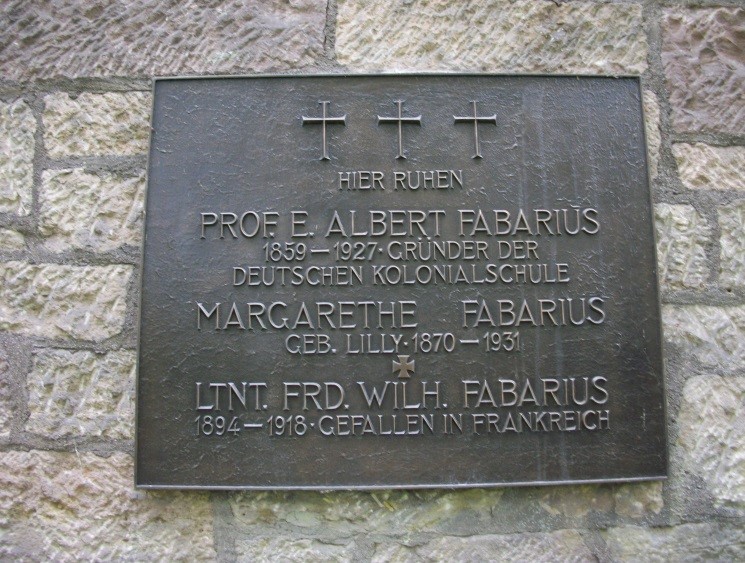 HIER RUHEN
PROF. E. ALBERT FABARIUS
1859–1927·GRÜNDER DER
DEUTSCHEN KOLONIALSCHULE
MARGARETHE FABARIUS
GEB. LILLY·1870–1931
LTNT. FRD. WILH. FABARIUS
1894–1918·GEFALLEN IN FRANKREICH